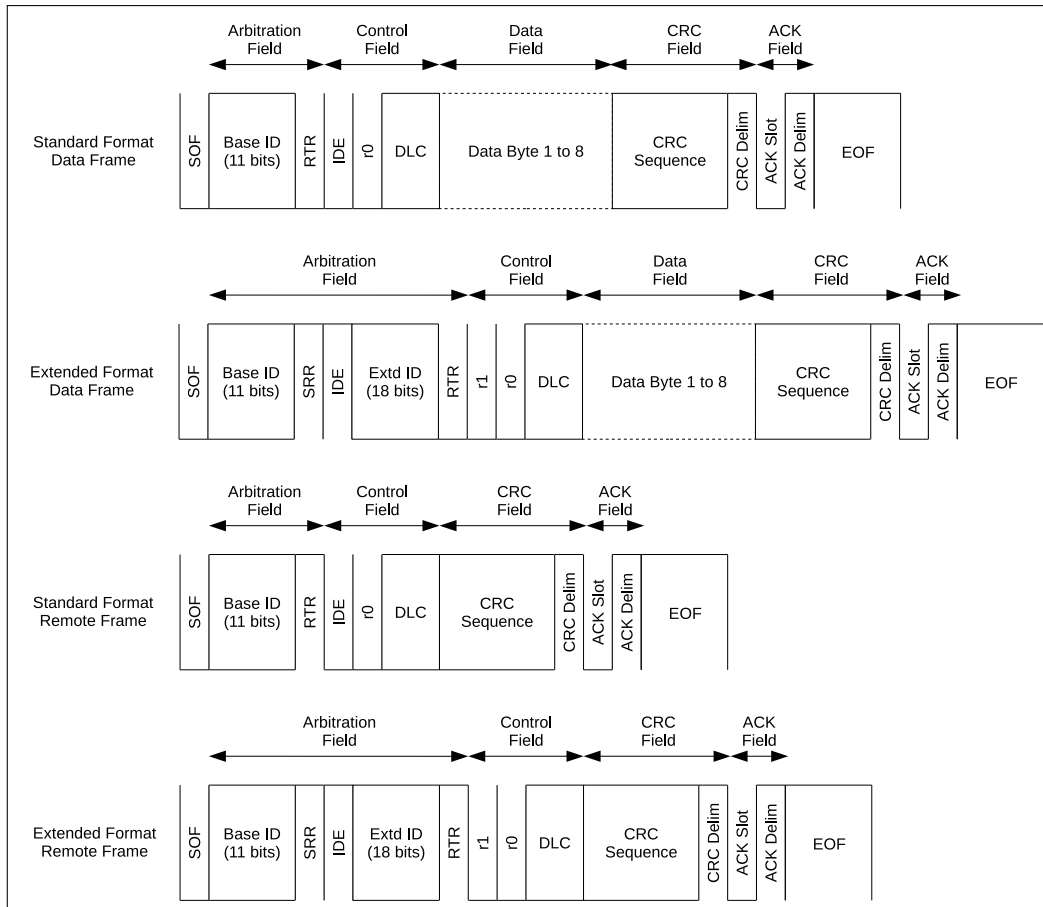 Arbitration Field
Control Field
Data Field
CRC Field
ACK Field
Standard Format Data Frame
SOF
Base ID (11 bits)
RTR
IDE
r0
DLC
Data Byte 1 to 8
CRC Sequence
CRC Delim
ACK Slot
ACK Delim
EOF
Arbitration Field
Control Field
Data Field
CRC Field
ACK Field
Extended Format Data Frame
SOF
Base ID (11 bits)
SRR
IDE
Extd ID (18 bits)
RTR
r1
r0
DLC
Data Byte 1 to 8
CRC Sequence
CRC Delim
ACK Slot
ACK Delim
EOF
Arbitration Field
Control Field
CRC Field
ACK Field
Standard Format Remote Frame
SOF
Base ID (11 bits)
RTR
IDE
r0
DLC
CRC Sequence
CRC Delim
ACK Slot
ACK Delim
EOF
Arbitration Field
Control Field
CRC Field
ACK Field
Extended Format Remote Frame
SOF
Base ID (11 bits)
SRR
IDE
Extd ID (18 bits)
RTR
r1
r0
DLC
CRC Sequence
CRC Delim
ACK Slot
ACK Delim
EOF